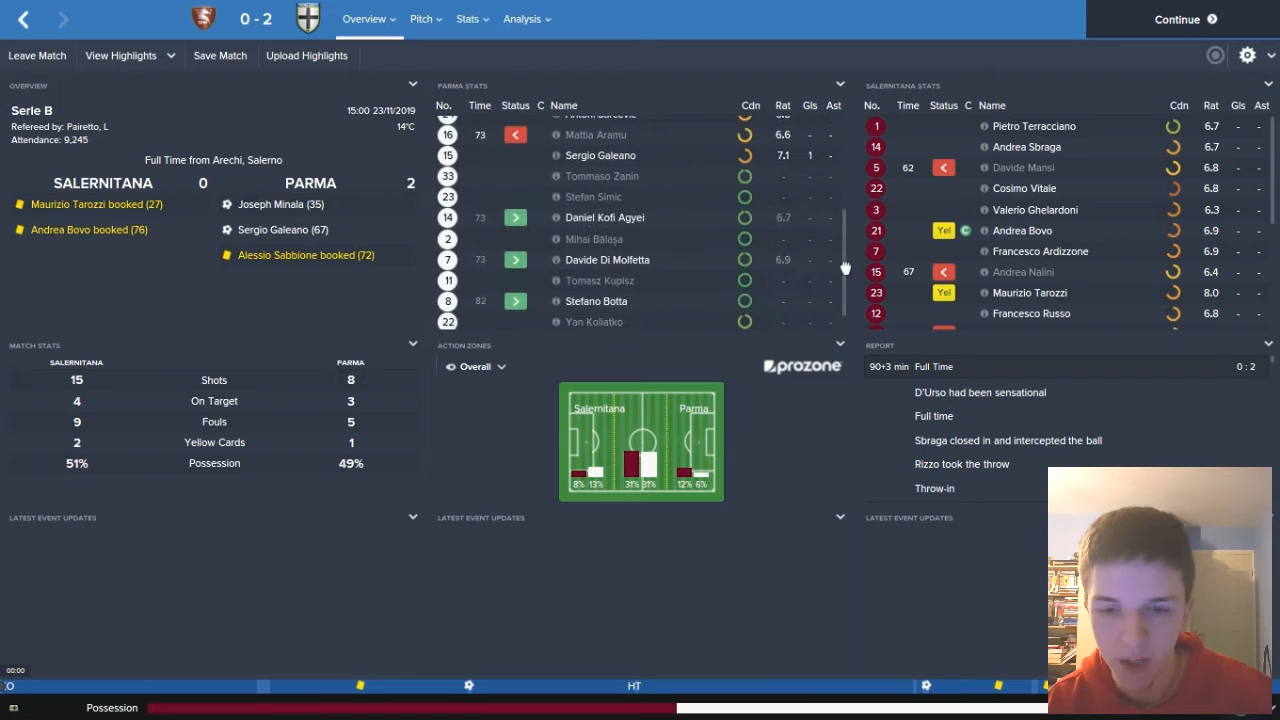 0 - 2 Overview Pitch Stats Analysis Continue
Leave Match View Highlights Save Match Upload Highlights
OVERVIEW
Serie B 15:00 23/11/2019
Refereed by: Pairetto, L 14°C
Attendance: 9,245
Full Time from Arechi, Salerno
SALERNITANA 0 PARMA 2
Maurizio Tarozzi booked (27) Joseph Minala (35)
Andrea Bovo booked (76) Sergio Galeano (67)
Alessio Sabbione booked (72)
PARMA STATS
No. Time Status C Name Cdn Rat Gls Ast
16 73 Mattia Aramu 6.6 - -
15 Sergio Galeano 7.1 1 -
33 Tommaso Zanin - - -
23 Stefan Simic - - -
14 73 Daniel Kofi Agyei 6.7 - -
2 Mihai Bălașa - - -
7 73 Davide Di Molfetta 6.9 - -
11 Tomasz Kupisz - - -
8 82 Stefano Botta - - -
22 Yan Koliatko - - -
SALERNITANA STATS
No. Time Status C Name Cdn Rat Gls Ast
1 Pietro Terracciano 6.7 - -
14 Andrea Sbraga 6.7 - -
5 62 Davide Mansi 6.8 - -
22 Cosimo Vitale 6.8 - -
3 Valerio Ghelardoni 6.3 - -
21 Yel C Andrea Bovo 6.9 - -
7 Francesco Ardizzone 6.9 - -
15 67 Andrea Nalini 6.4 - -
23 Yel Maurizio Tarozzi 8.0 - -
12 Francesco Russo 6.8 - -
MATCH STATS
SALERNITANA PARMA
15 Shots 8
4 On Target 3
9 Fouls 5
2 Yellow Cards 1
51% Possession 49%
ACTION ZONES
Overall prozone
Salernitana Parma
8% 13% 31% 31% 12% 6%
REPORT
90+3 min Full Time 0 : 2
D'Urso had been sensational
Full time
Sbraga closed in and intercepted the ball
Rizzo took the throw
Throw-in
LATEST EVENT UPDATES LATEST EVENT UPDATES LATEST EVENT UPDATES
00:00
HT
Possession